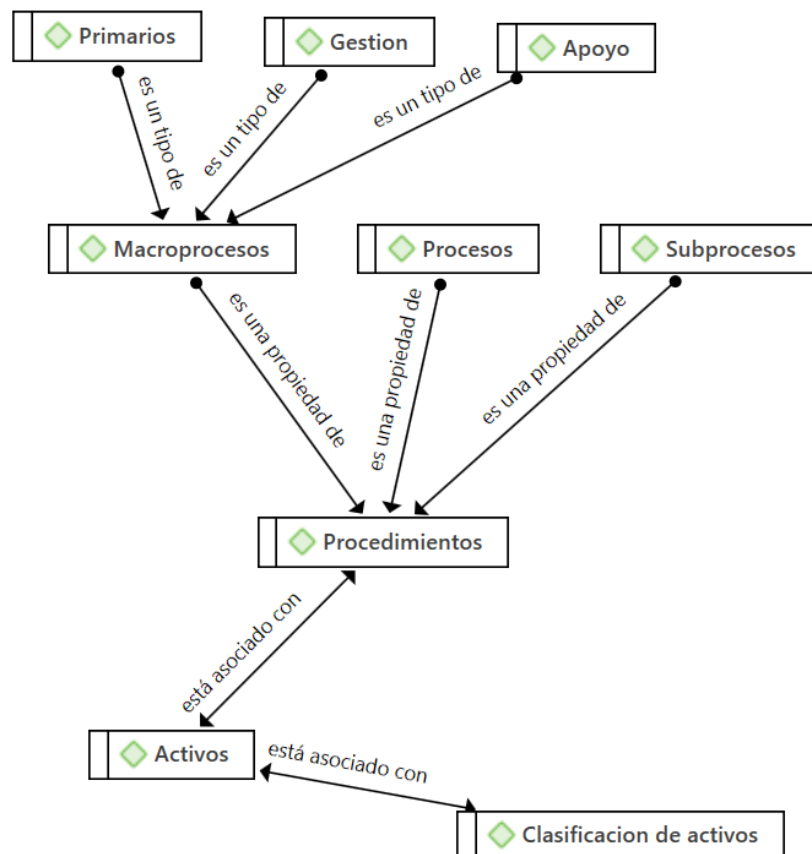 Primarios
Gestion
Apoyo
es un tipo de
es un tipo de
es un tipo de
Macroprocesos
Procesos
Subprocesos
es una propiedad de
es una propiedad de
es una propiedad de
Procedimientos
está asociado con
Activos
está asociado con
Clasificacion de activos